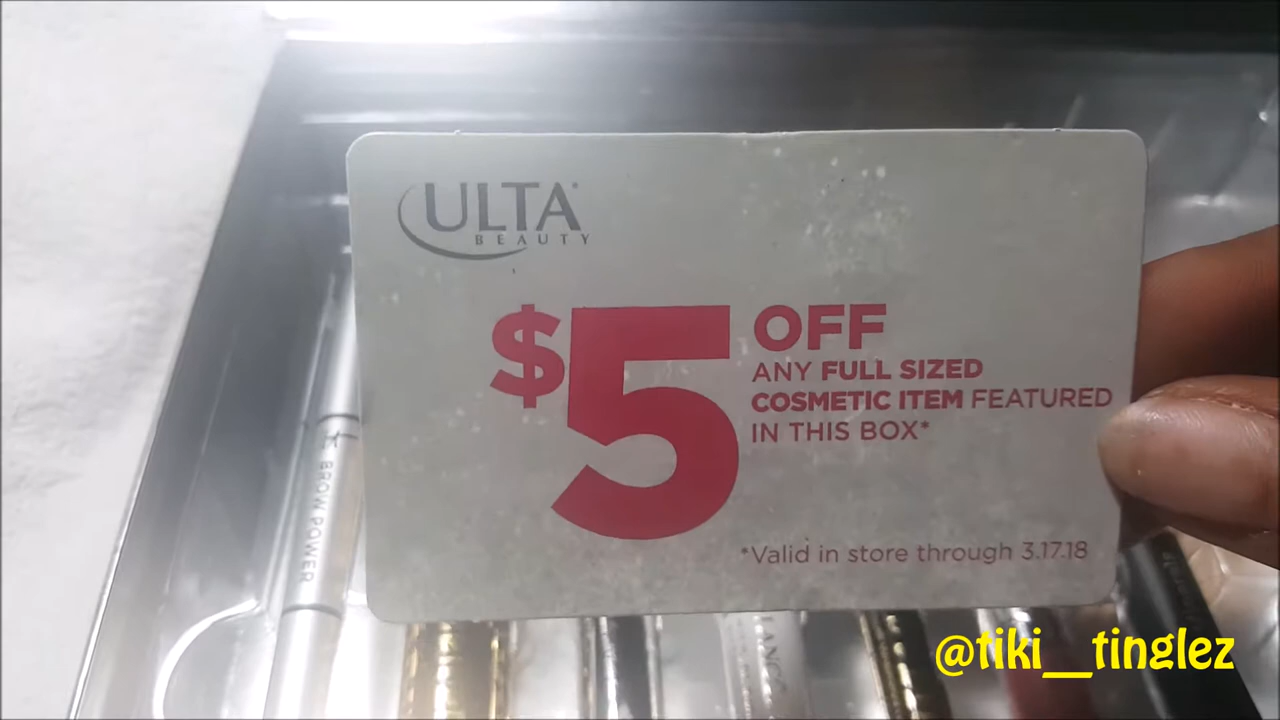 ULTA
BEAUTY
$5 OFF
ANY FULL SIZED
COSMETIC ITEM FEATURED
IN THIS BOX*
*Valid in store through 3.17.18
BROW POWER
@tiki__tinglez